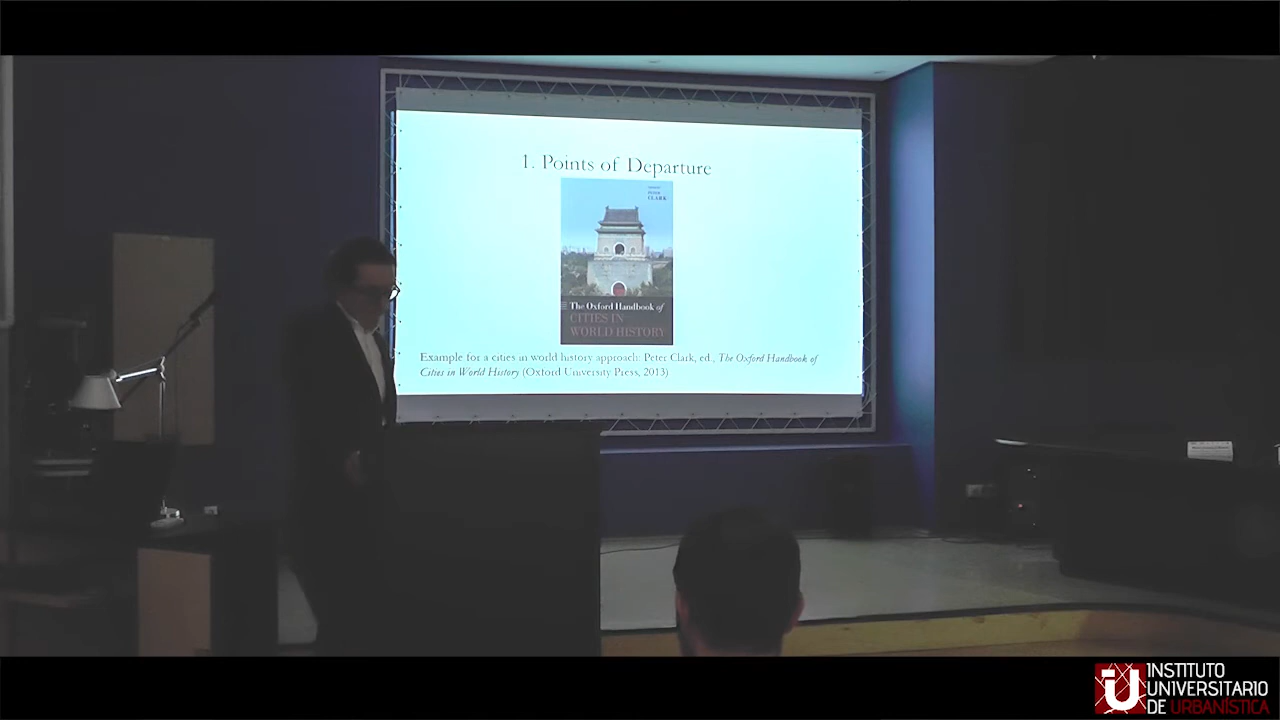 1. Points of Departure
PETER
CLARK
The Oxford Handbook of
CITIES IN
WORLD HISTORY
Example for a cities in world history approach: Peter Clark, ed., The Oxford Handbook of
Cities in World History (Oxford University Press, 2013)
INSTITUTO
UNIVERSITARIO
DE URBANÍSTICA